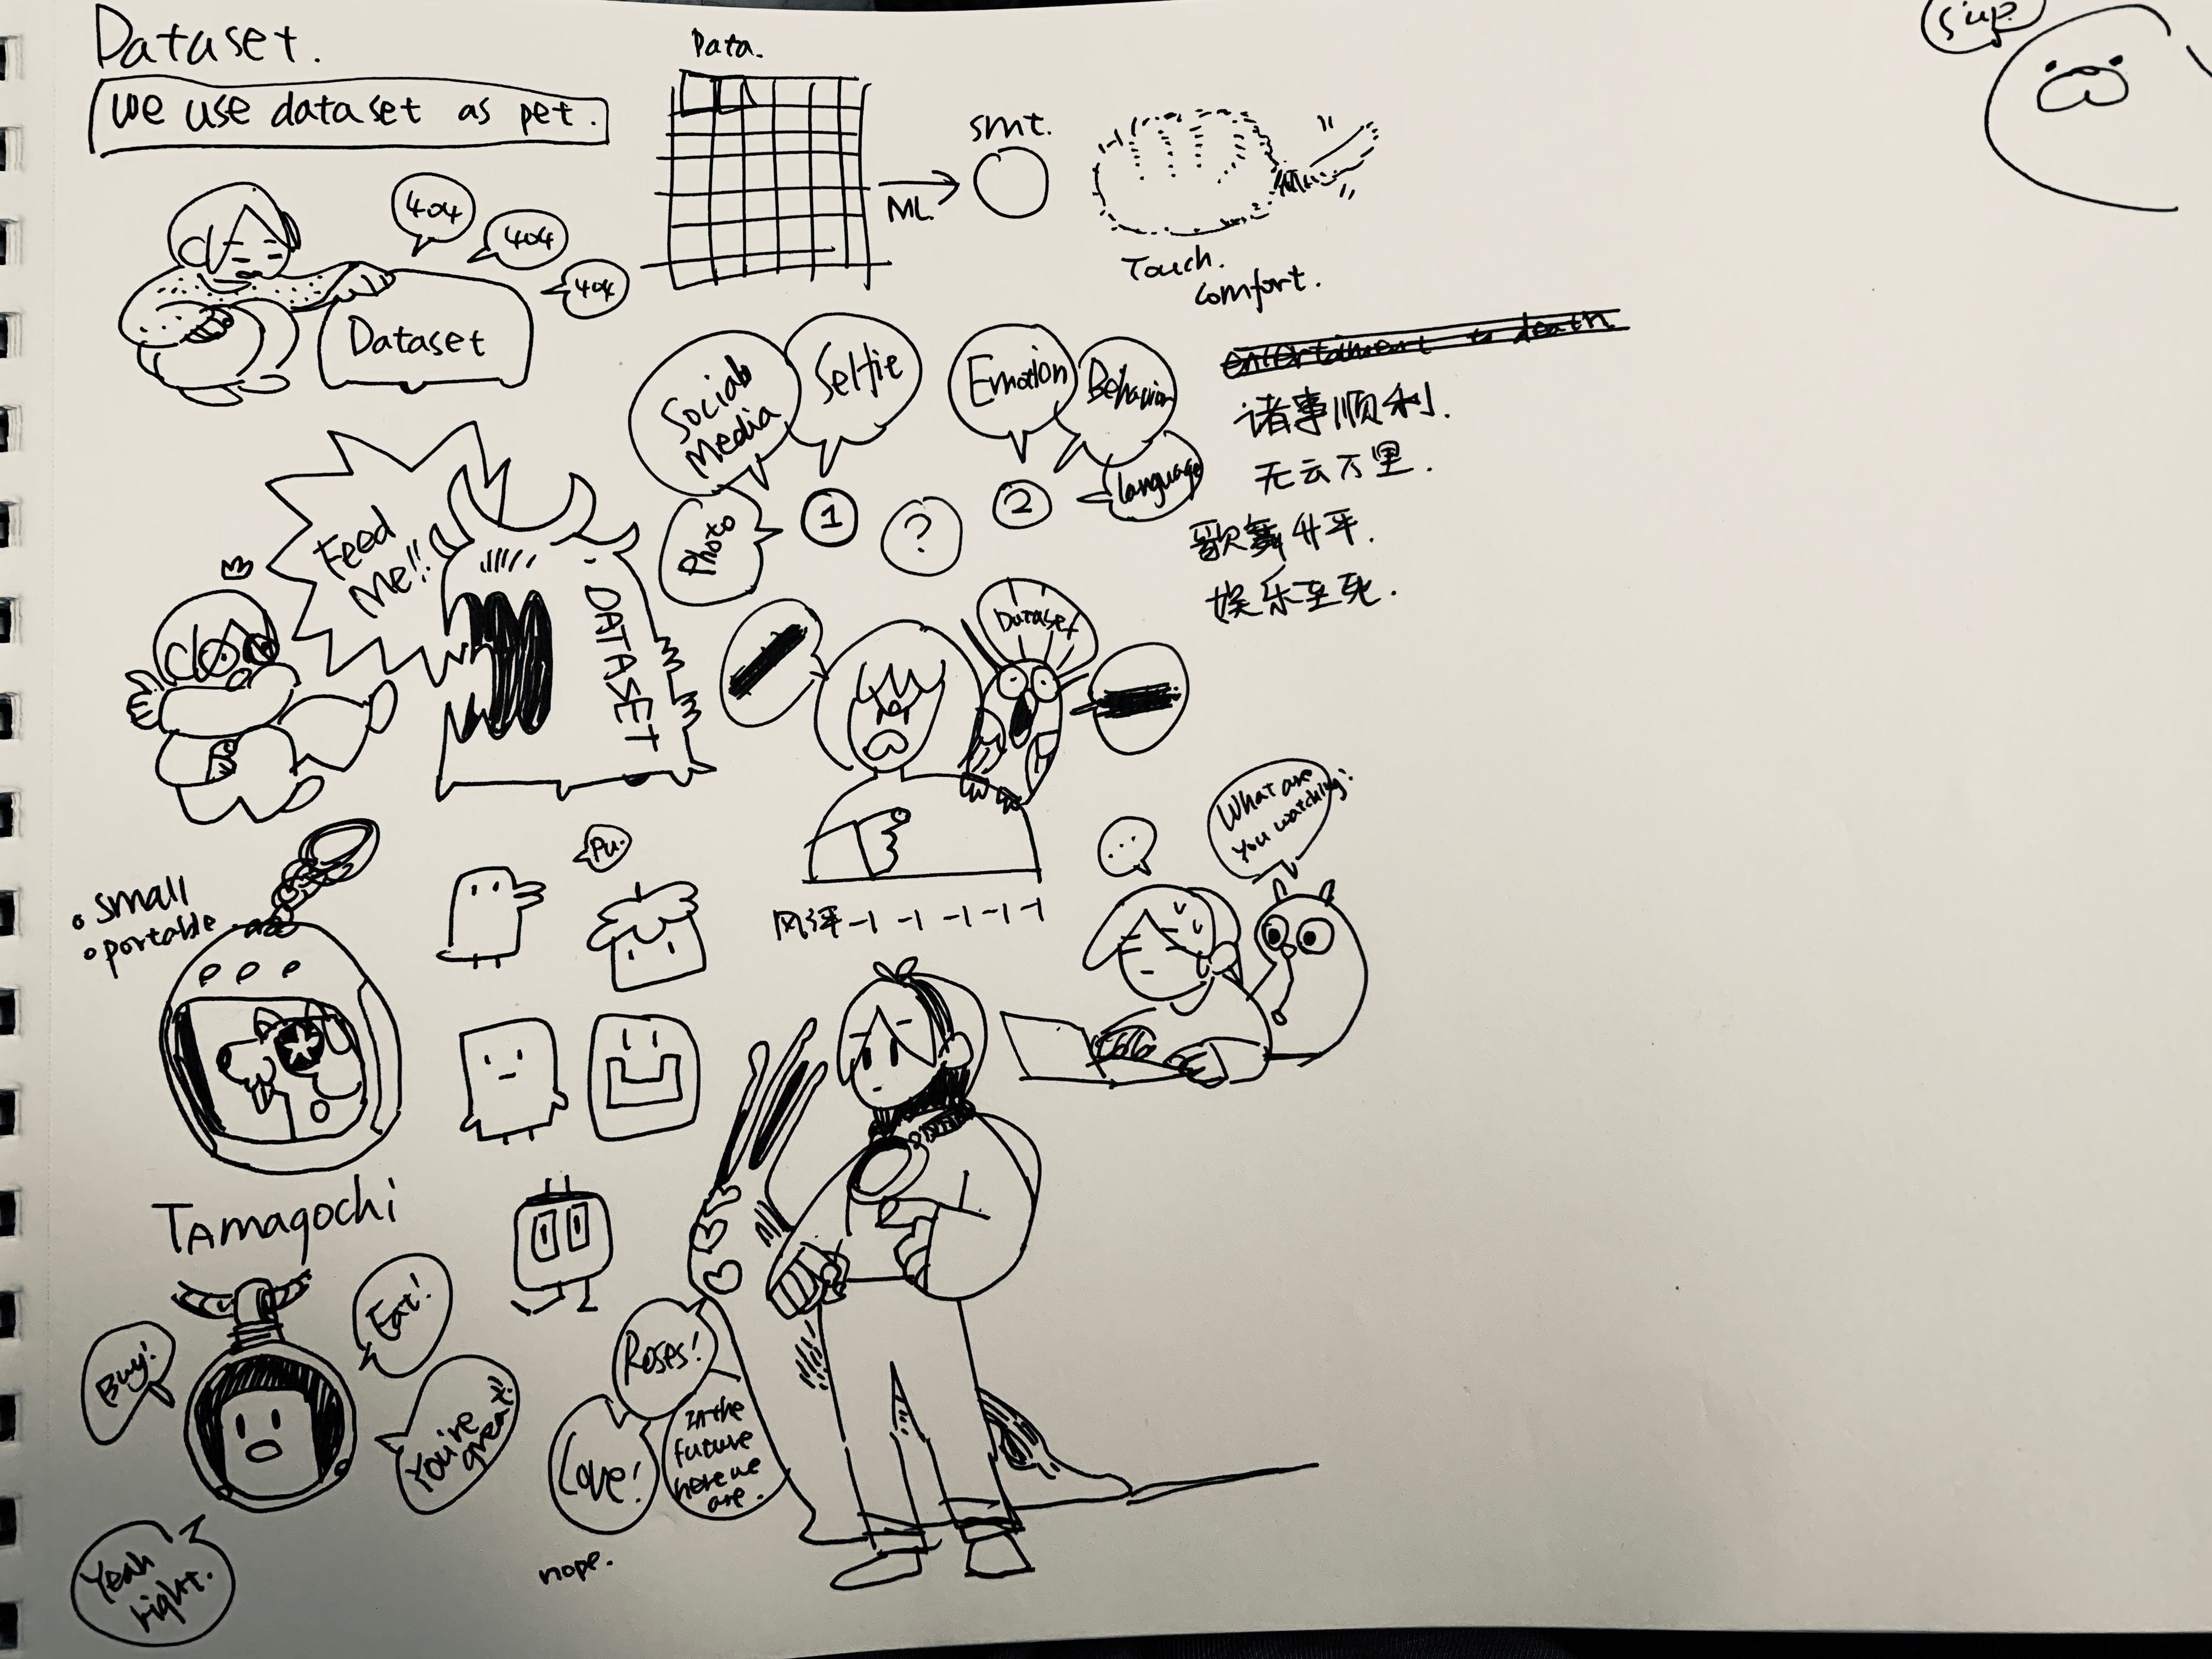 Dataset.
we use dataset as pet.
Data.
ML.
smt.
Touch.
comfort.
s'up.
404
404
404
Dataset
Social
Media
Selfie
Emotion
Behavior
language
Photo
1
?
2
entertainment to death.
诸事顺利.
无云万里.
歌舞升平.
娱乐至死.
Feed
Me!!
DATASET
Dataset
风评 -1 -1 -1 -1 -1
...
What are
you watching?
small
portable
Pu.
TAmagochi
Buy!
Eat!
You're
great!
Yeah
right.
Roses!
Love!
In the
future
here we
are.
nope.